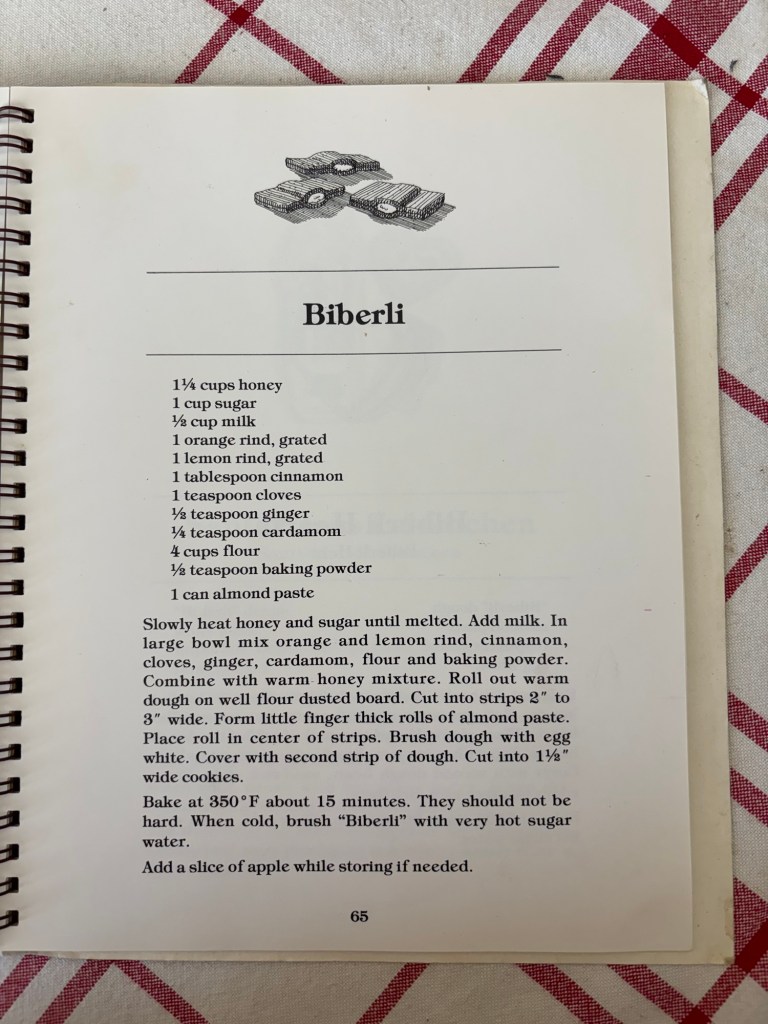 Biberli
1¼ cups honey
1 cup sugar
½ cup milk
1 orange rind, grated
1 lemon rind, grated
1 tablespoon cinnamon
1 teaspoon cloves
½ teaspoon ginger
¼ teaspoon cardamom
4 cups flour
½ teaspoon baking powder
1 can almond paste
Slowly heat honey and sugar until melted. Add milk. In
large bowl mix orange and lemon rind, cinnamon,
cloves, ginger, cardamom, flour and baking powder.
Combine with warm honey mixture. Roll out warm
dough on well flour dusted board. Cut into strips 2″ to
3″ wide. Form little finger thick rolls of almond paste.
Place roll in center of strips. Brush dough with egg
white. Cover with second strip of dough. Cut into 1½″
wide cookies.
Bake at 350°F about 15 minutes. They should not be
hard. When cold, brush “Biberli” with very hot sugar
water.
Add a slice of apple while storing if needed.
65